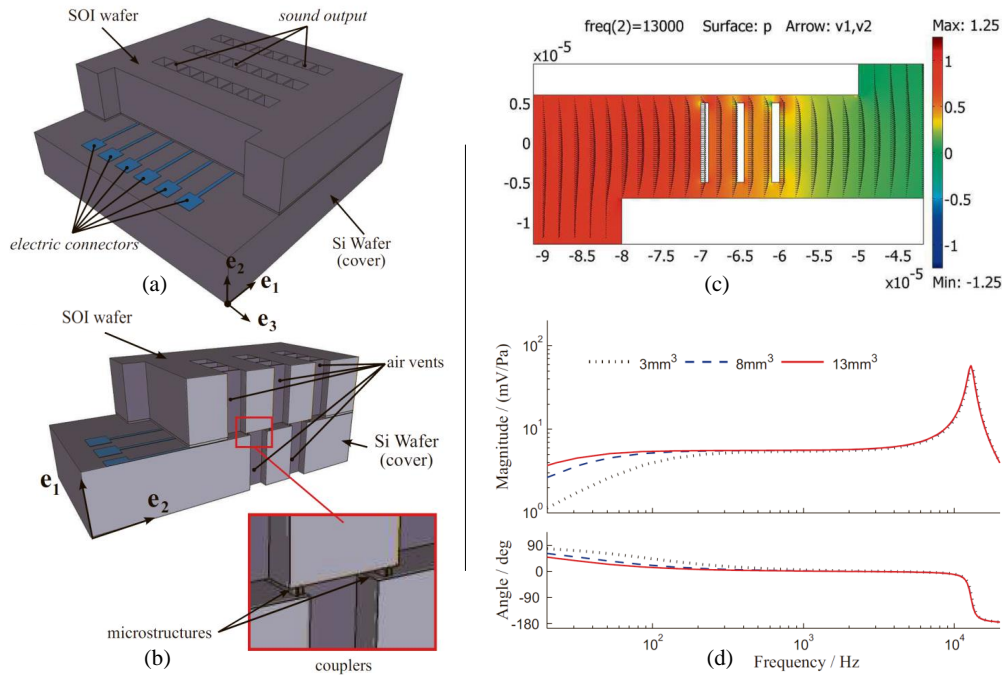 SOI wafer
sound output
electric connectors
Si Wafer
(cover)
(a)
e2
e1
e3
SOI wafer
air vents
Si Wafer
(cover)
e1
e2
microstructures
couplers
(b)
freq(2)=13000 Surface: p Arrow: v1,v2
Max: 1.25
x10-5
0.5
0
-0.5
-1
-9 -8.5 -8 -7.5 -7 -6.5 -6 -5.5 -5 -4.5
x10-5
1
0.5
0
-0.5
-1
Min: -1.25
(c)
3mm3 8mm3 13mm3
Magnitude / (mV/Pa)
10²
10¹
10⁰
Angle / deg
90
0
-90
-180
10² 10³ 10⁴
Frequency / Hz
(d)